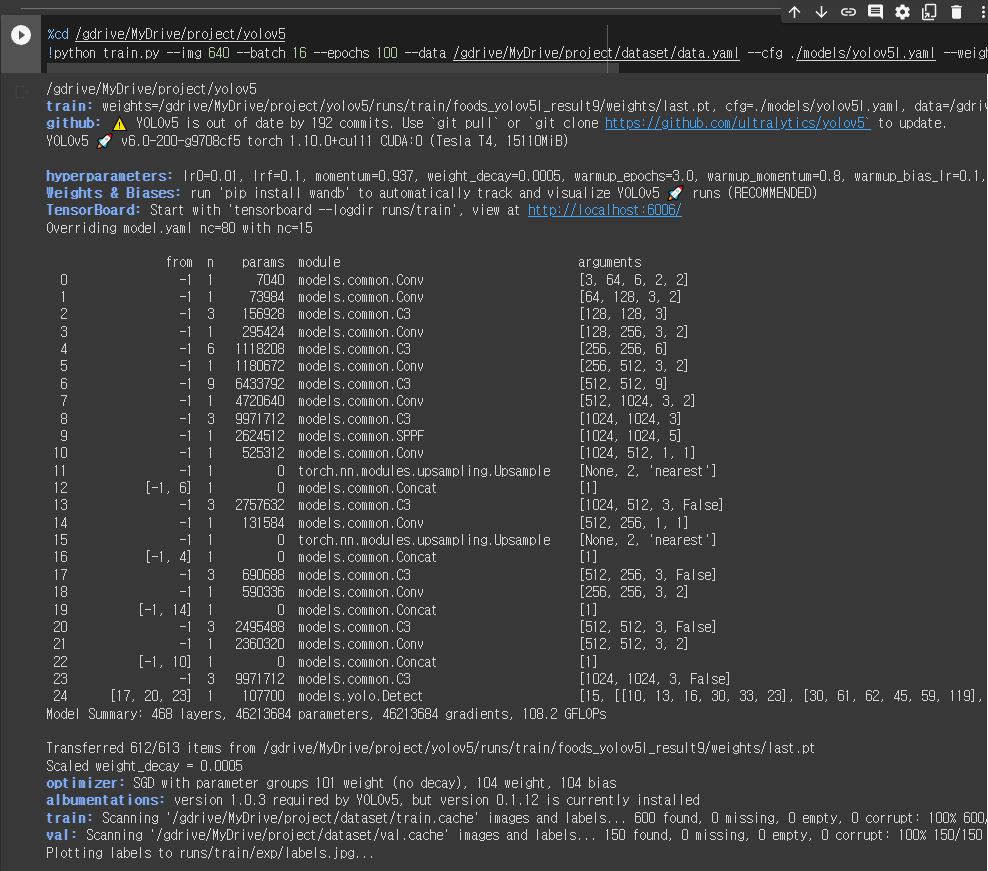 %cd /gdrive/MyDrive/project/yolov5
!python train.py --img 640 --batch 16 --epochs 100 --data /gdrive/MyDrive/project/dataset/data.yaml --cfg ./models/yolov5l.yaml --weigh
/gdrive/MyDrive/project/yolov5
train: weights=/gdrive/MyDrive/project/yolov5/runs/train/foods_yolov5l_result9/weights/last.pt, cfg=./models/yolov5l.yaml, data=/gdriv
github: ⚠️ YOLOv5 is out of date by 192 commits. Use `git pull` or `git clone https://github.com/ultralytics/yolov5` to update.
YOLOv5 🚀 v6.0-200-g9708cf5 torch 1.10.0+cu111 CUDA:0 (Tesla T4, 15110MiB)
hyperparameters: lr0=0.01, lrf=0.1, momentum=0.937, weight_decay=0.0005, warmup_epochs=3.0, warmup_momentum=0.8, warmup_bias_lr=0.1,
Weights & Biases: run 'pip install wandb' to automatically track and visualize YOLOv5 🚀 runs (RECOMMENDED)
TensorBoard: Start with 'tensorboard --logdir runs/train', view at http://localhost:6006/
Overriding model.yaml nc=80 with nc=15
from n params module arguments
0 -1 1 7040 models.common.Conv [3, 64, 6, 2, 2]
1 -1 1 73984 models.common.Conv [64, 128, 3, 2]
2 -1 3 156928 models.common.C3 [128, 128, 3]
3 -1 1 295424 models.common.Conv [128, 256, 3, 2]
4 -1 6 1118208 models.common.C3 [256, 256, 6]
5 -1 1 1180672 models.common.Conv [256, 512, 3, 2]
6 -1 9 6433792 models.common.C3 [512, 512, 9]
7 -1 1 4720640 models.common.Conv [512, 1024, 3, 2]
8 -1 3 9971712 models.common.C3 [1024, 1024, 3]
9 -1 1 2624512 models.common.SPPF [1024, 1024, 5]
10 -1 1 525312 models.common.Conv [1024, 512, 1, 1]
11 -1 1 0 torch.nn.modules.upsampling.Upsample [None, 2, 'nearest']
12 [-1, 6] 1 0 models.common.Concat [1]
13 -1 3 2757632 models.common.C3 [1024, 512, 3, False]
14 -1 1 131584 models.common.Conv [512, 256, 1, 1]
15 -1 1 0 torch.nn.modules.upsampling.Upsample [None, 2, 'nearest']
16 [-1, 4] 1 0 models.common.Concat [1]
17 -1 3 690688 models.common.C3 [512, 256, 3, False]
18 -1 1 590336 models.common.Conv [256, 256, 3, 2]
19 [-1, 14] 1 0 models.common.Concat [1]
20 -1 3 2495488 models.common.C3 [512, 512, 3, False]
21 -1 1 2360320 models.common.Conv [512, 512, 3, 2]
22 [-1, 10] 1 0 models.common.Concat [1]
23 -1 3 9971712 models.common.C3 [1024, 1024, 3, False]
24 [17, 20, 23] 1 107700 models.yolo.Detect [15, [[10, 13, 16, 30, 33, 23], [30, 61, 62, 45, 59, 119],
Model Summary: 468 layers, 46213684 parameters, 46213684 gradients, 108.2 GFLOPs
Transferred 612/613 items from /gdrive/MyDrive/project/yolov5/runs/train/foods_yolov5l_result9/weights/last.pt
Scaled weight_decay = 0.0005
optimizer: SGD with parameter groups 101 weight (no decay), 104 weight, 104 bias
albumentations: version 1.0.3 required by YOLOv5, but version 0.1.12 is currently installed
train: Scanning '/gdrive/MyDrive/project/dataset/train.cache' images and labels... 600 found, 0 missing, 0 empty, 0 corrupt: 100% 600/
val: Scanning '/gdrive/MyDrive/project/dataset/val.cache' images and labels... 150 found, 0 missing, 0 empty, 0 corrupt: 100% 150/150
Plotting labels to runs/train/exp/labels.jpg...